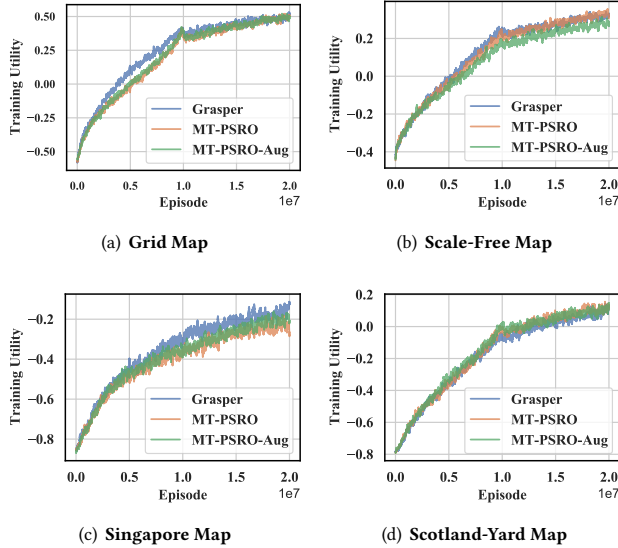 0.50
0.25
0.00
−0.25
−0.50
Training Utility
Grasper
MT-PSRO
MT-PSRO-Aug
0.0 0.5 1.0 1.5 2.0
Episode 1e7
(a) Grid Map
0.4
0.2
0.0
−0.2
−0.4
Training Utility
Grasper
MT-PSRO
MT-PSRO-Aug
0.0 0.5 1.0 1.5 2.0
Episode 1e7
(b) Scale-Free Map
−0.2
−0.4
−0.6
−0.8
Training Utility
Grasper
MT-PSRO
MT-PSRO-Aug
0.0 0.5 1.0 1.5 2.0
Episode 1e7
(c) Singapore Map
0.2
0.0
−0.2
−0.4
−0.6
−0.8
Training Utility
Grasper
MT-PSRO
MT-PSRO-Aug
0.0 0.5 1.0 1.5 2.0
Episode 1e7
(d) Scotland-Yard Map